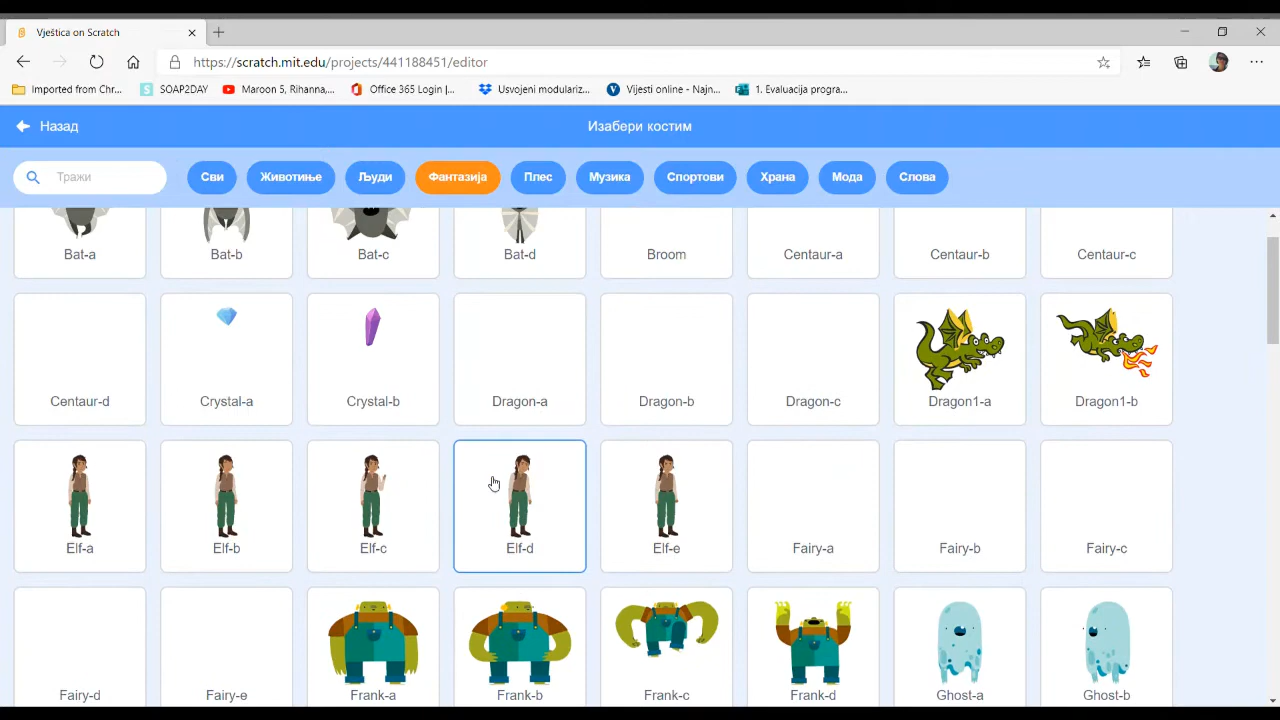 Vještica on Scratch
https://scratch.mit.edu/projects/441188451/editor
Imported from Chr... SOAP2DAY Maroon 5, Rihanna,... Office 365 Login |... Usvojeni modulariz... Vijesti online - Najn... 1. Evaluacija progra...
Назад Изабери костим
Тражи Сви Животиње Људи Фантазија Плес Музика Спортови Храна Мода Слова
Bat-a Bat-b Bat-c Bat-d Broom Centaur-a Centaur-b Centaur-c
Centaur-d Crystal-a Crystal-b Dragon-a Dragon-b Dragon-c Dragon1-a Dragon1-b
Elf-a Elf-b Elf-c Elf-d Elf-e Fairy-a Fairy-b Fairy-c
Fairy-d Fairy-e Frank-a Frank-b Frank-c Frank-d Ghost-a Ghost-b